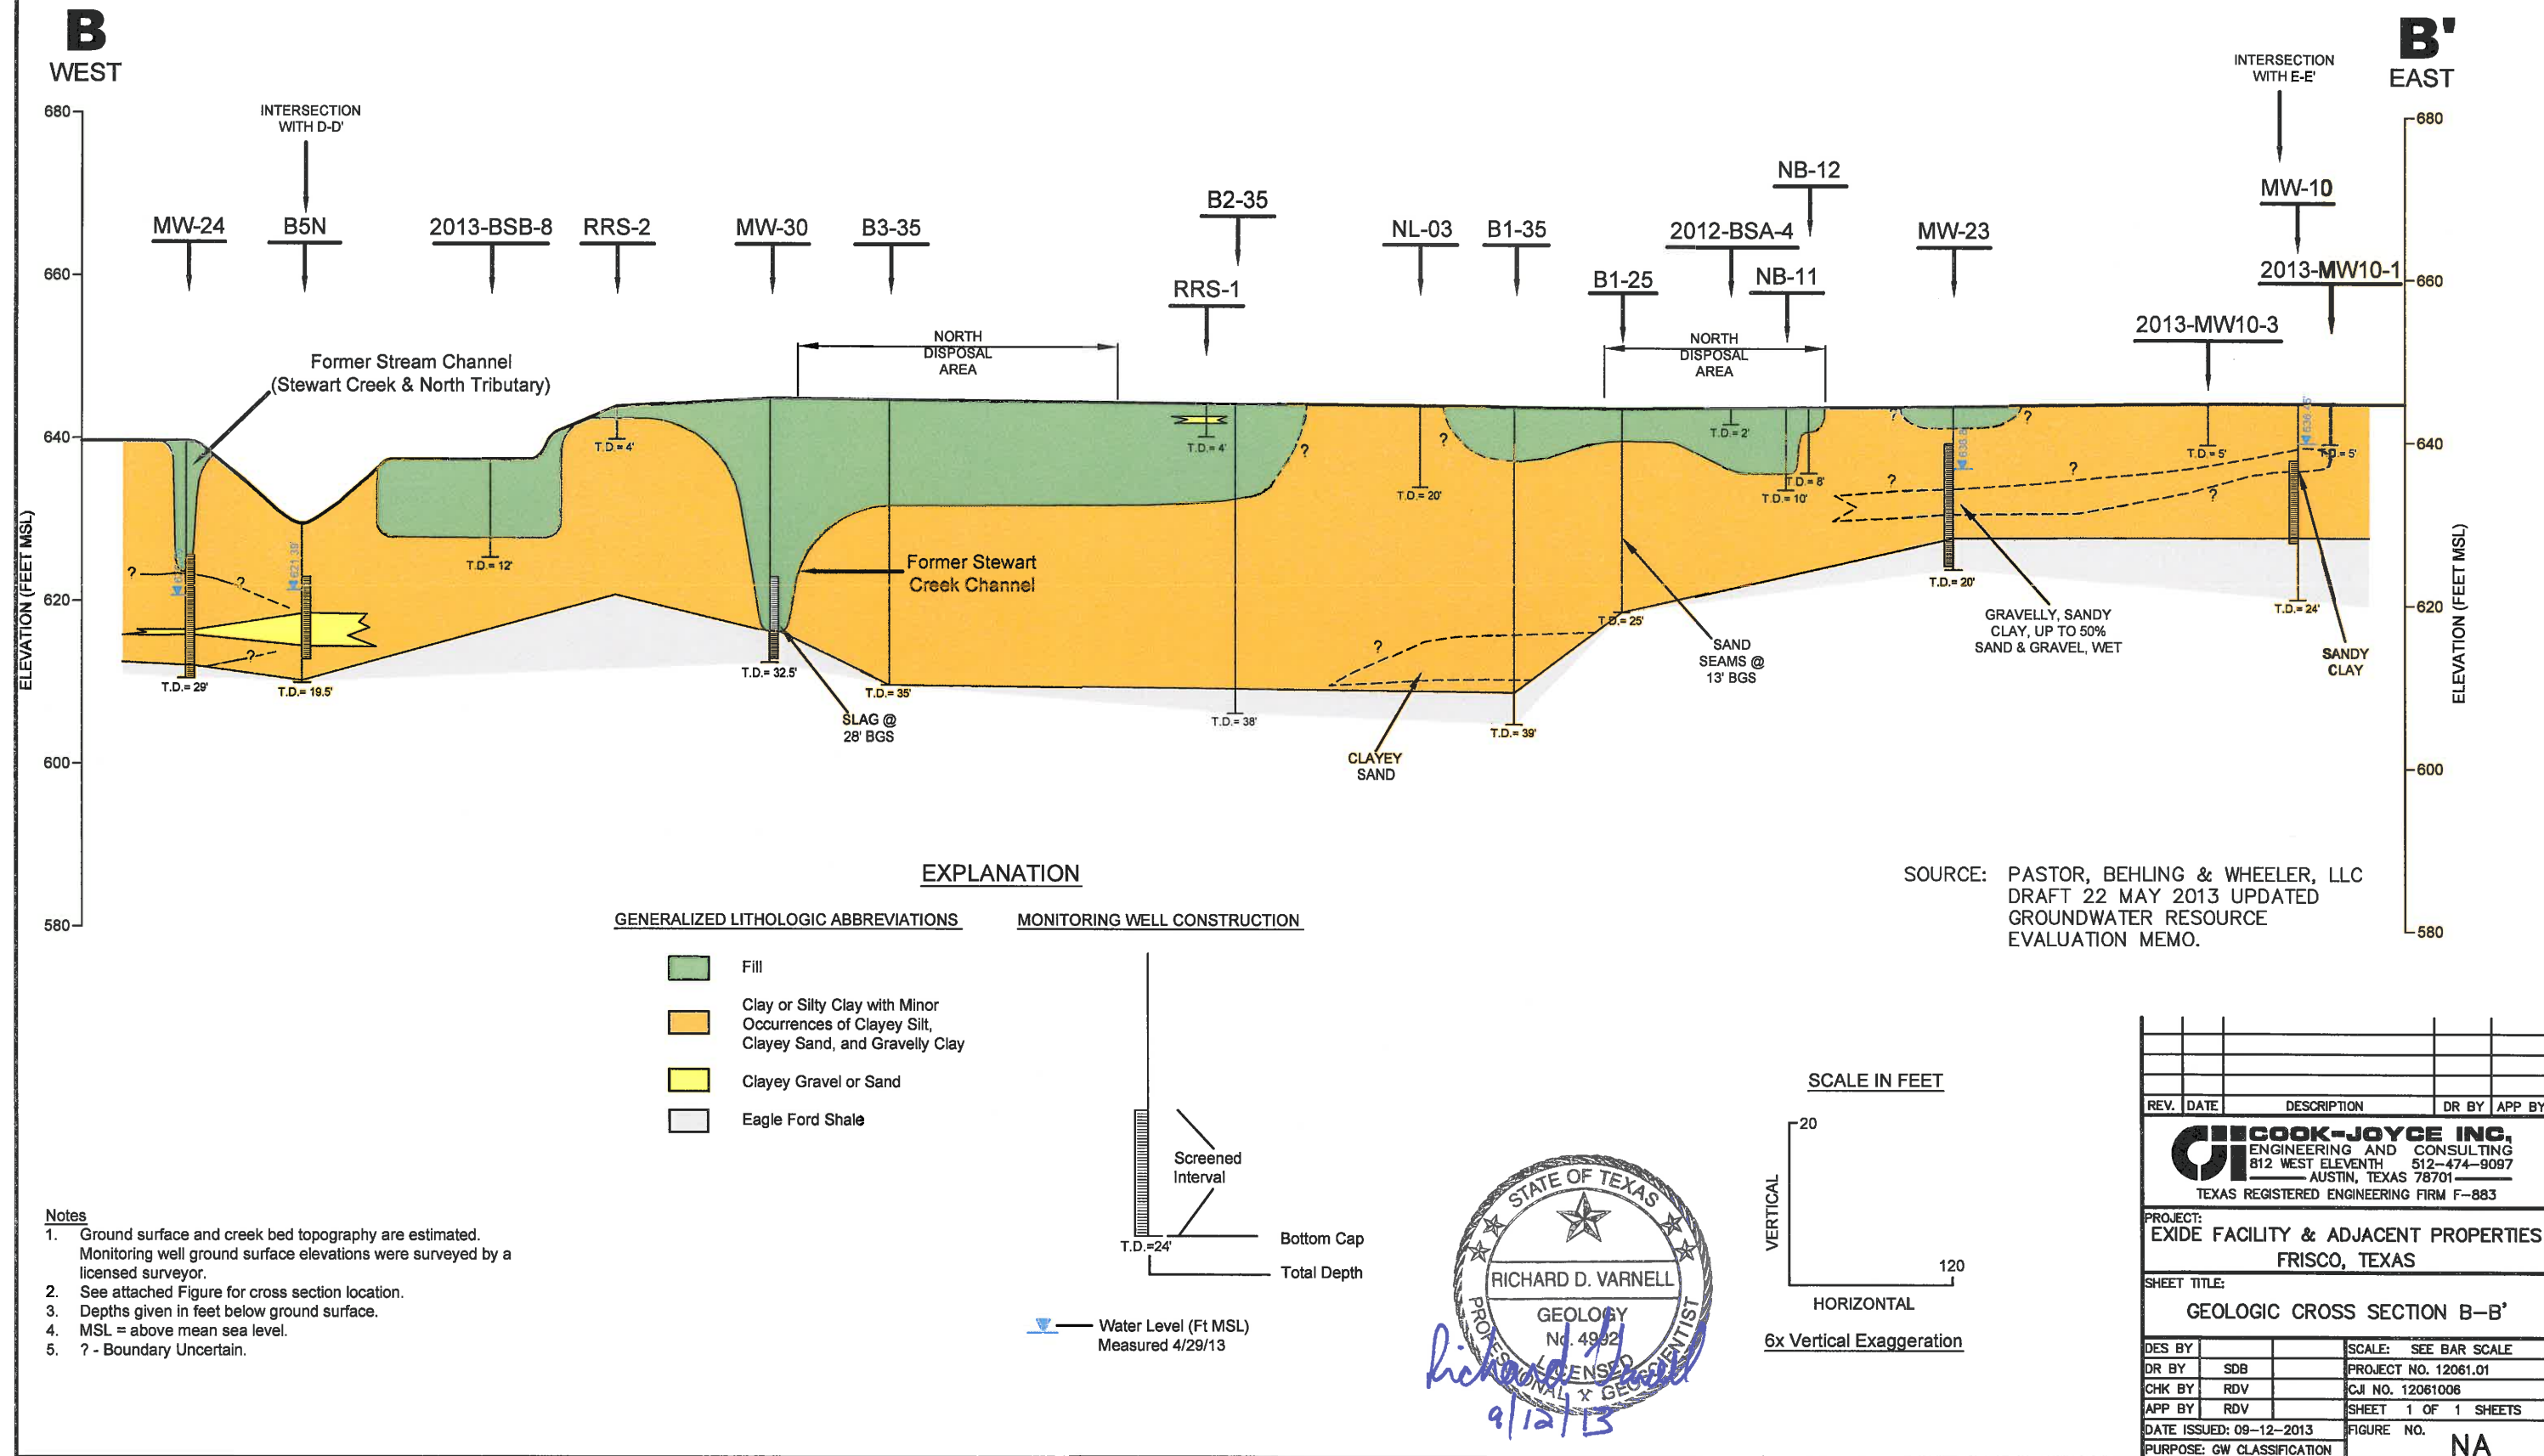 B
WEST
B'
EAST
INTERSECTION
WITH D-D'
INTERSECTION
WITH E-E'
MW-24
B5N
2013-BSB-8
RRS-2
MW-30
B3-35
RRS-1
B2-35
NL-03
B1-35
B1-25
2012-BSA-4
NB-11
NB-12
MW-23
2013-MW10-3
MW-10
2013-MW10-1
680
660
640
620
600
580
ELEVATION (FEET MSL)
680
660
640
620
600
580
ELEVATION (FEET MSL)
Former Stream Channel
(Stewart Creek & North Tributary)
NORTH
DISPOSAL
AREA
NORTH
DISPOSAL
AREA
Former Stewart
Creek Channel
SLAG @
28' BGS
CLAYEY
SAND
SAND
SEAMS @
13' BGS
GRAVELLY, SANDY
CLAY, UP TO 50%
SAND & GRAVEL, WET
SANDY
CLAY
T.D.= 29'
T.D.= 19.5'
T.D.= 12'
T.D.= 4'
T.D.= 32.5'
T.D.= 35'
T.D.= 4'
T.D.= 38'
T.D.= 20'
T.D.= 39'
T.D.= 25'
T.D.= 2'
T.D.= 10'
T.D.= 8'
T.D.= 20'
T.D.= 5'
T.D.= 24'
T.D.= 5'
621.39'
?
?
?
?
?
?
?
?
?
?
?
?
EXPLANATION
GENERALIZED LITHOLOGIC ABBREVIATIONS
Fill
Clay or Silty Clay with Minor
Occurrences of Clayey Silt,
Clayey Sand, and Gravelly Clay
Clayey Gravel or Sand
Eagle Ford Shale
MONITORING WELL CONSTRUCTION
Screened
Interval
Bottom Cap
T.D.=24'
Total Depth
Water Level (Ft MSL)
Measured 4/29/13
SOURCE: PASTOR, BEHLING & WHEELER, LLC
DRAFT 22 MAY 2013 UPDATED
GROUNDWATER RESOURCE
EVALUATION MEMO.
SCALE IN FEET
20
VERTICAL
120
HORIZONTAL
6x Vertical Exaggeration
Notes
1. Ground surface and creek bed topography are estimated.
Monitoring well ground surface elevations were surveyed by a
licensed surveyor.
2. See attached Figure for cross section location.
3. Depths given in feet below ground surface.
4. MSL = above mean sea level.
5. ? - Boundary Uncertain.
STATE OF TEXAS
RICHARD D. VARNELL
GEOLOGY
No. 4992
LICENSED
PROFESSIONAL GEOSCIENTIST
Richard Varnell
9/12/13
REV. DATE DESCRIPTION DR BY APP BY
COOK-JOYCE INC.
ENGINEERING AND CONSULTING
812 WEST ELEVENTH 512-474-9097
AUSTIN, TEXAS 78701
TEXAS REGISTERED ENGINEERING FIRM F-883
PROJECT:
EXIDE FACILITY & ADJACENT PROPERTIES
FRISCO, TEXAS
SHEET TITLE:
GEOLOGIC CROSS SECTION B-B'
DES BY SCALE: SEE BAR SCALE
DR BY SDB PROJECT NO. 12061.01
CHK BY RDV CJI NO. 12061006
APP BY RDV SHEET 1 OF 1 SHEETS
DATE ISSUED: 09-12-2013 FIGURE NO.
PURPOSE: GW CLASSIFICATION NA